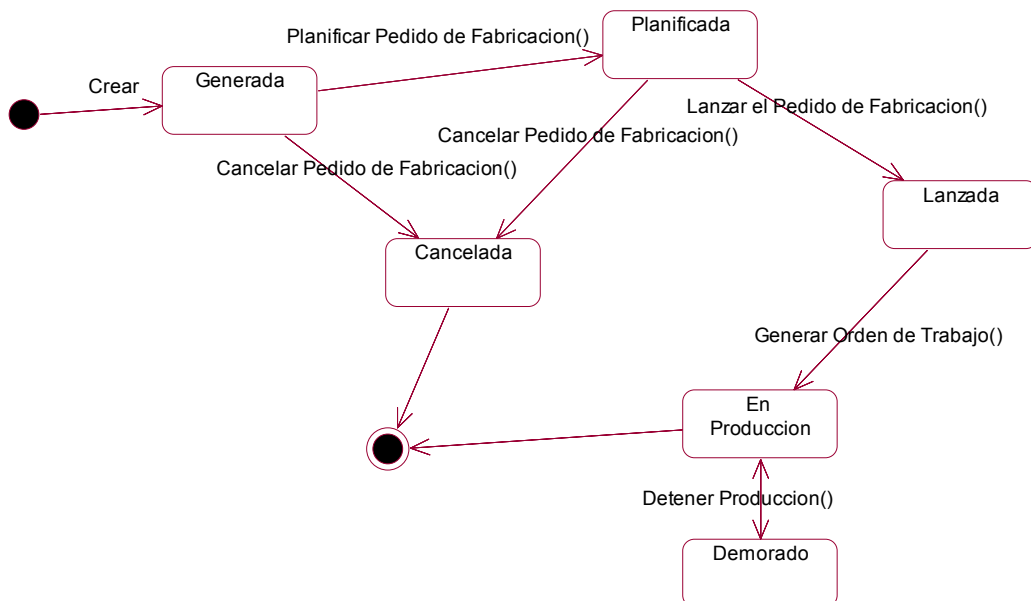 Planificada
Planificar Pedido de Fabricacion()
Crear
Generada
Lanzar el Pedido de Fabricacion()
Cancelar Pedido de Fabricacion()
Cancelar Pedido de Fabricacion()
Lanzada
Cancelada
Generar Orden de Trabajo()
En
Produccion
Detener Produccion()
Demorado